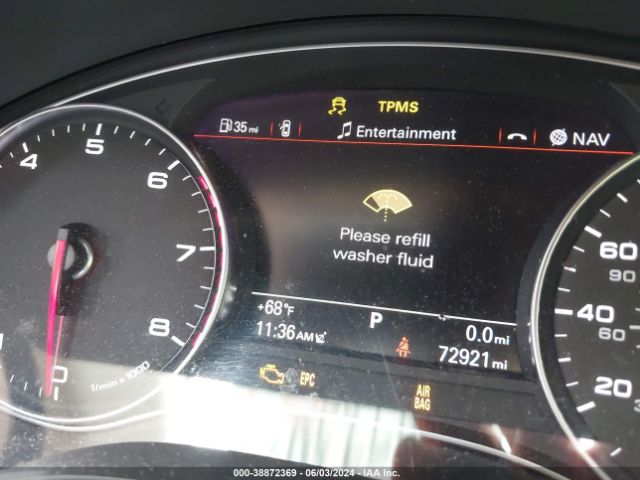 TPMS
35 mi
Entertainment
NAV
4
5
6
7
8
1
0
1/min x 1000
Please refill
washer fluid
+68°F
P
0.0 mi
11:36 AM
72921 mi
EPC
AIR
BAG
60
90
40
60
20
000-38872369 - 06/03/2024 - IAA Inc.